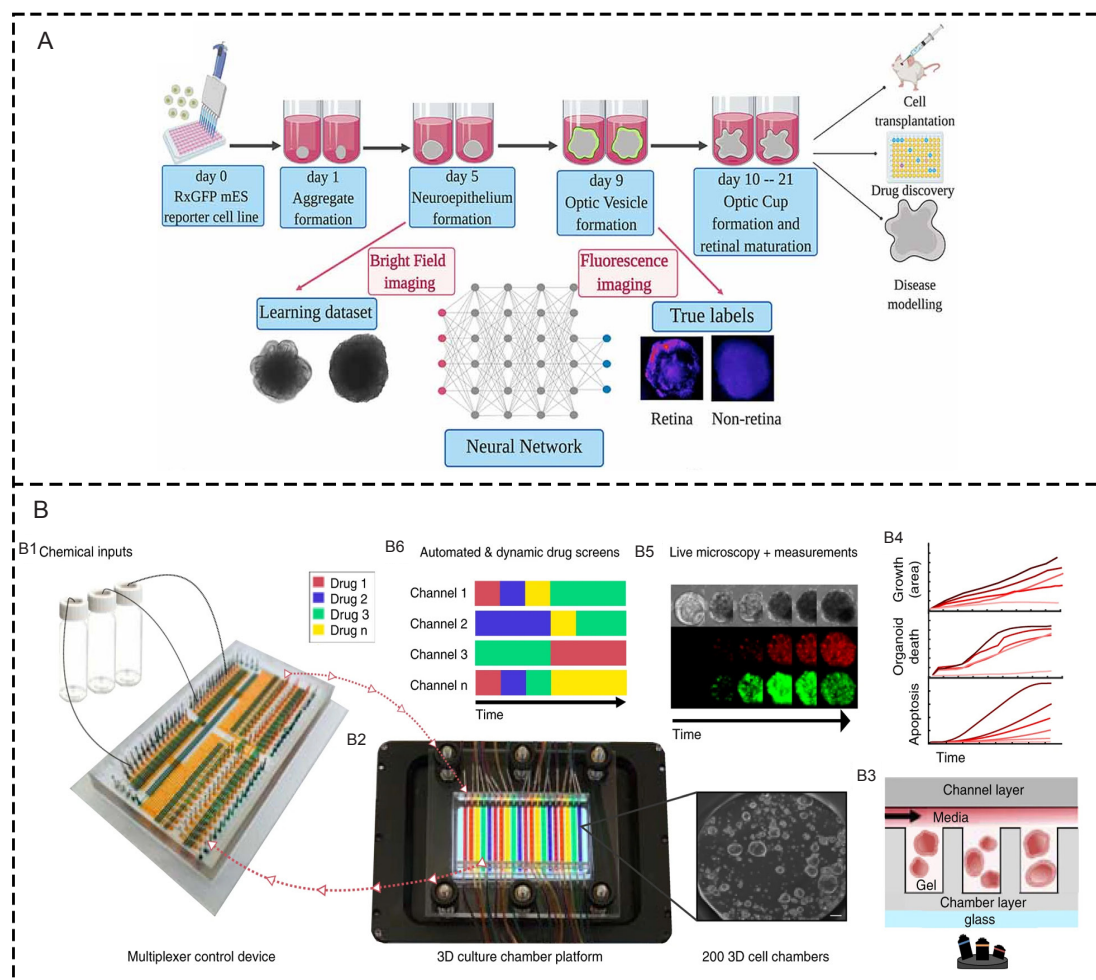 A
day 0
RxGFP mES
reporter cell line
day 1
Aggregate
formation
day 5
Neuroepithelium
formation
day 9
Optic Vesicle
formation
day 10 -- 21
Optic Cup
formation and
retinal maturation
Cell
transplantation
Drug discovery
Disease
modelling
Bright Field
imaging
Fluorescence
imaging
Learning dataset
True labels
Retina
Non-retina
Neural Network
B
B1 Chemical inputs
Drug 1
Drug 2
Drug 3
Drug n
B6
Automated & dynamic drug screens
Channel 1
Channel 2
Channel 3
Channel n
Time
B5
Live microscopy + measurements
Time
B4
Growth
(area)
Organoid
death
Apoptosis
Time
B2
B3
Channel layer
Media
Gel
Chamber layer
glass
Multiplexer control device
3D culture chamber platform
200 3D cell chambers